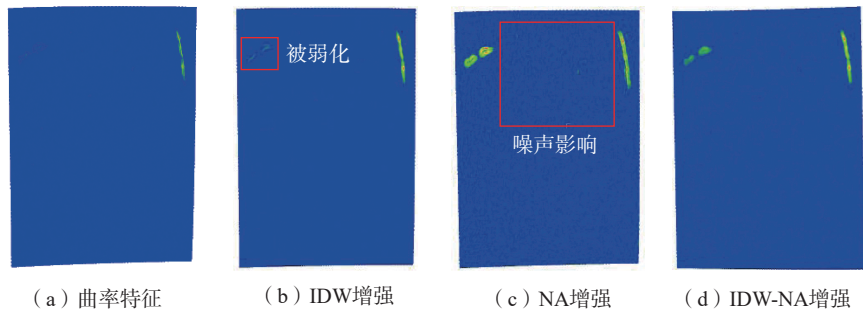 被弱化
噪声影响
（a）曲率特征
（b）IDW增强
（c）NA增强
（d）IDW-NA增强